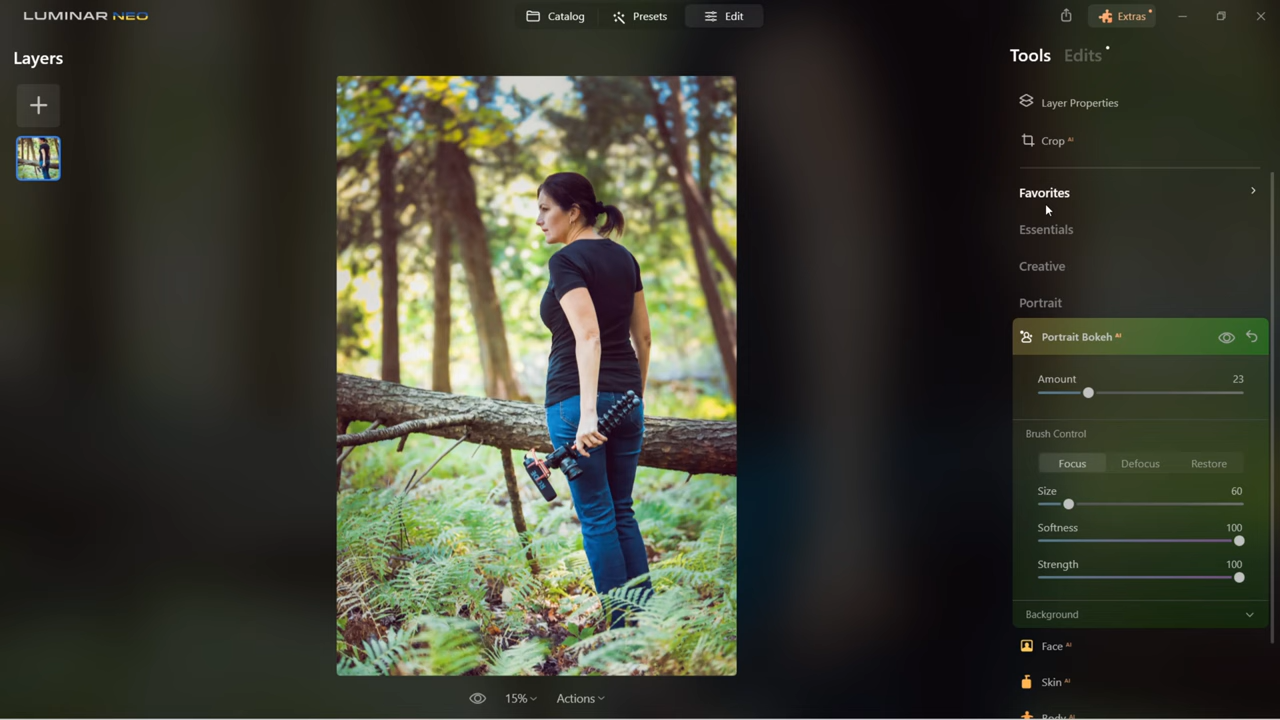 LUMINAR NEO
Catalog
Presets
Edit
Extras
Layers
Tools Edits
Layer Properties
Crop AI
Favorites
Essentials
Creative
Portrait
Portrait Bokeh AI
Amount 23
Brush Control
Focus Defocus Restore
Size 60
Softness 100
Strength 100
Background
Face AI
Skin AI
Body AI
15% Actions